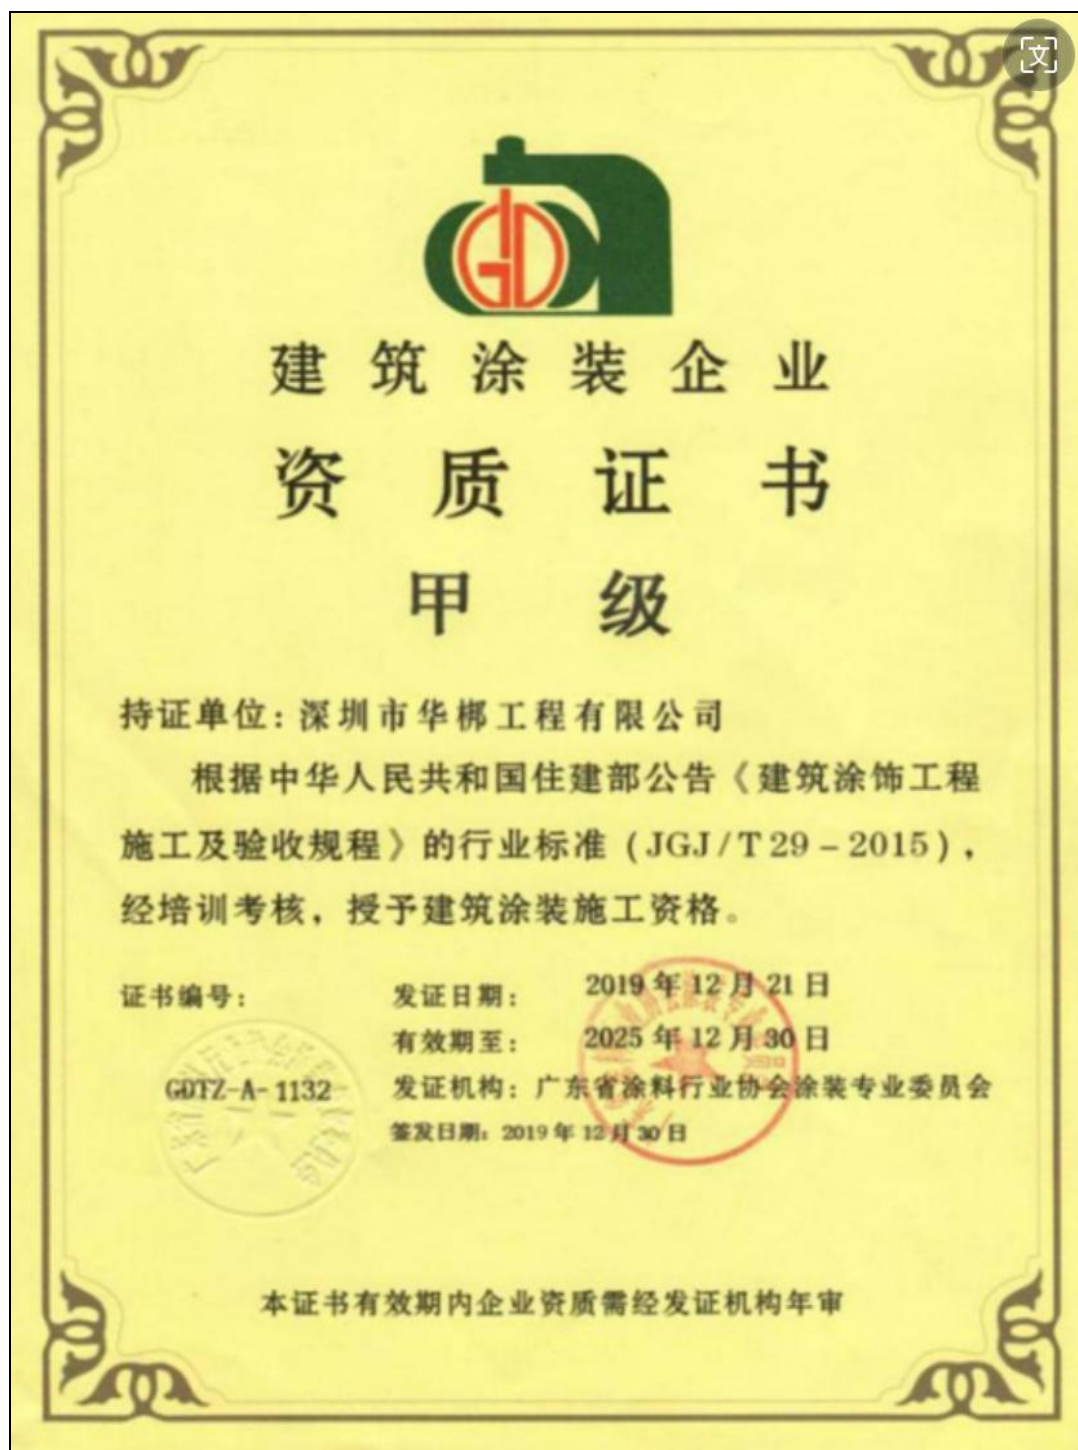 建筑涂装企业
资质证书
甲级
持证单位：深圳市华梆工程有限公司
根据中华人民共和国住建部公告《建筑涂饰工程
施工及验收规程》的行业标准（JGJ/T29-2015），
经培训考核，授予建筑涂装施工资格。
证书编号：
GDTZ-A-1132
发证日期：2019年12月21日
有效期至：2025年12月30日
发证机构：广东省涂料行业协会涂装专业委员会
签发日期：2019年12月30日
本证书有效期内企业资质需经发证机构年审
文